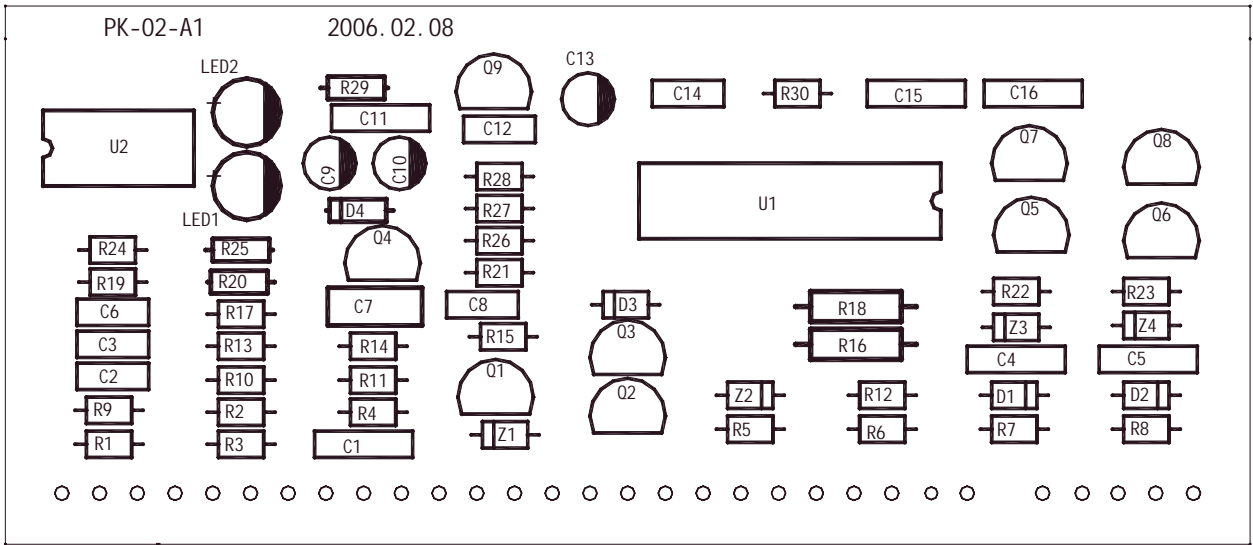 PK-02-A1 2006.02.08
LED2 R29 Q9 C13 C14 R30 C15 C16
C11 C12
U2 C9 C10 Q7 Q8
LED1 D4 R28 U1 Q5 Q6
R27
R24 R25 Q4 R26
R19 R20 R21
C6 R17 C7 C8 D3 R18 R22 R23
C3 R13 R14 R15 Q3 R16 Z3 Z4
C2 R10 R11 Q1 C4 C5
R9 R2 R4 Q2 Z2 R12 D1 D2
R1 R3 C1 Z1 R5 R6 R7 R8